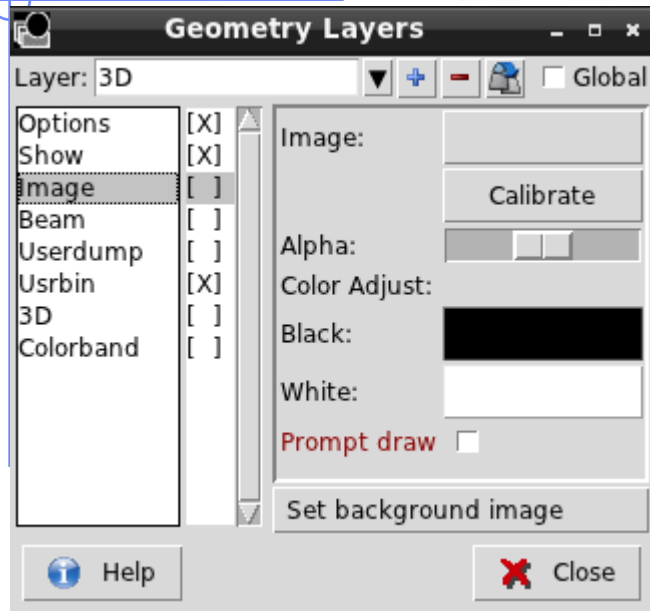 Geometry Layers
Layer: 3D Global
Options [X]
Show [X]
Image [ ]
Beam [ ]
Userdump [ ]
Usrbin [X]
3D [ ]
Colorband [ ]
Image:
Calibrate
Alpha:
Color Adjust:
Black:
White:
Prompt draw
Set background image
Help
Close